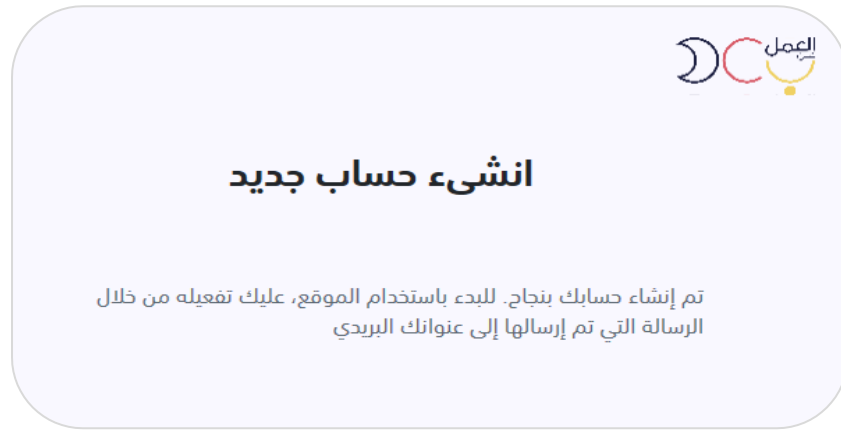 العمل
انشىء حساب جديد
تم إنشاء حسابك بنجاح. للبدء باستخدام الموقع، عليك تفعيله من خلال
الرسالة التي تم إرسالها إلى عنوانك البريدي